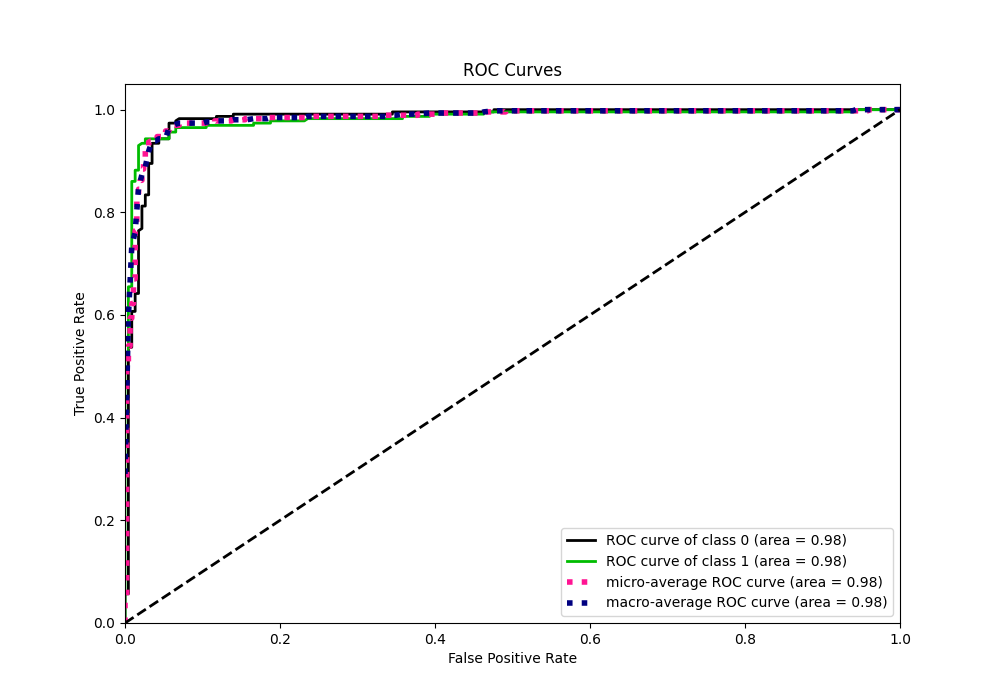 ROC Curves
True Positive Rate
1.0
0.8
0.6
0.4
0.2
0.0
ROC curve of class 0 (area = 0.98)
ROC curve of class 1 (area = 0.98)
micro-average ROC curve (area = 0.98)
macro-average ROC curve (area = 0.98)
0.0 0.2 0.4 0.6 0.8 1.0
False Positive Rate